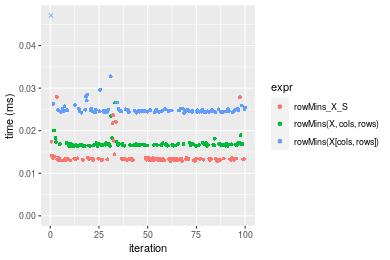 0.04
0.03
0.02
0.01
0.00
time (ms)
0
25
50
75
100
iteration
expr
rowMins_X_S
rowMins(X, cols, rows)
rowMins(X[cols, rows])